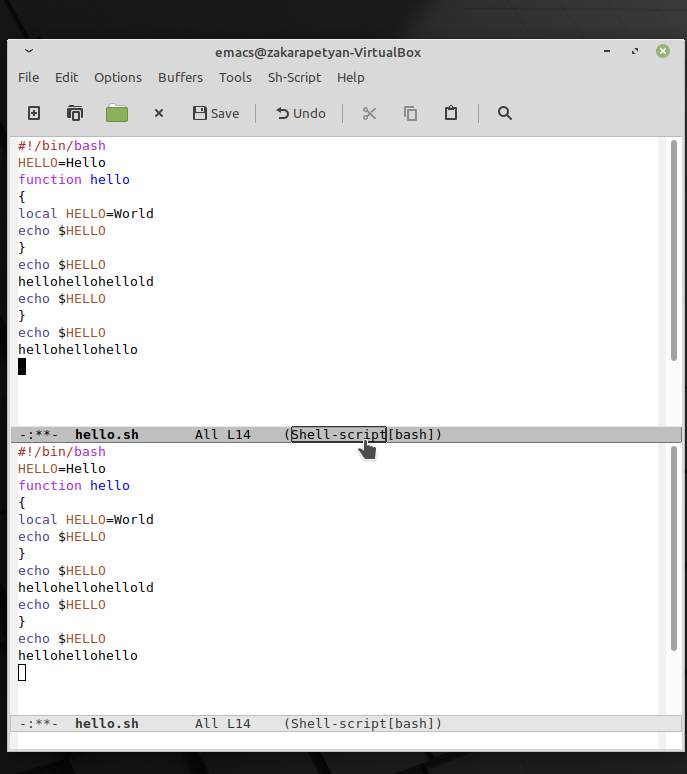 emacs@zakarapetyan-VirtualBox
File Edit Options Buffers Tools Sh-Script Help
Save Undo
#!/bin/bash
HELLO=Hello
function hello
{
local HELLO=World
echo $HELLO
}
echo $HELLO
hellohellohellold
echo $HELLO
}
echo $HELLO
hellohellohello
-:**- hello.sh All L14 (Shell-script[bash])
#!/bin/bash
HELLO=Hello
function hello
{
local HELLO=World
echo $HELLO
}
echo $HELLO
hellohellohellold
echo $HELLO
}
echo $HELLO
hellohellohello
-:**- hello.sh All L14 (Shell-script[bash])